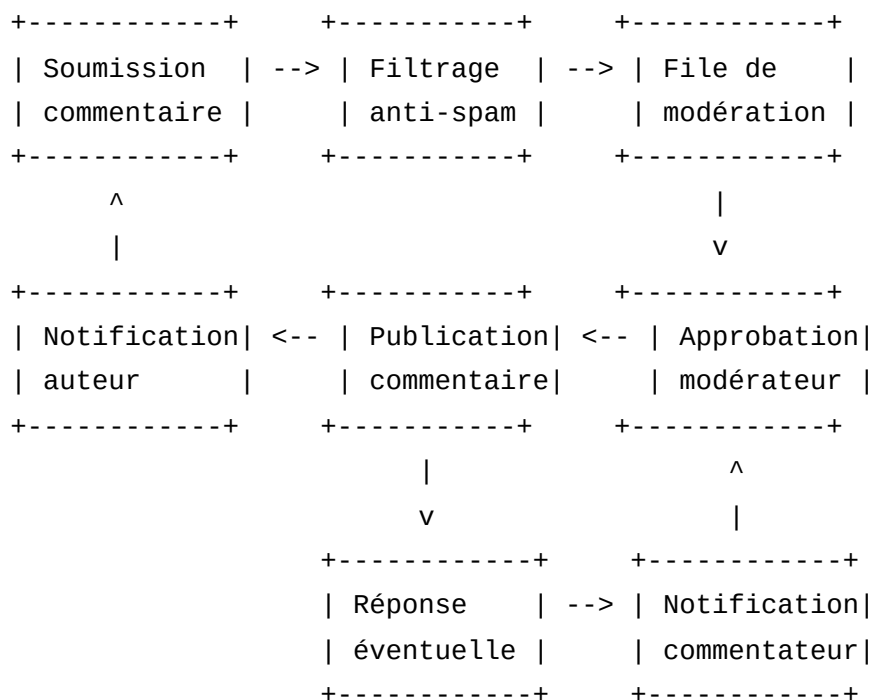 +------------+ +-----------+ +------------+
| Soumission | --> | Filtrage | --> | File de |
| commentaire | | anti-spam | | modération |
+------------+ +-----------+ +------------+
^ |
| v
+------------+ +-----------+ +------------+
| Notification| <-- | Publication| <-- | Approbation|
| auteur | | commentaire| | modérateur |
+------------+ +-----------+ +------------+
| ^
v |
+------------+ +------------+
| Réponse | --> | Notification|
| éventuelle | | commentateur|
+------------+ +------------+